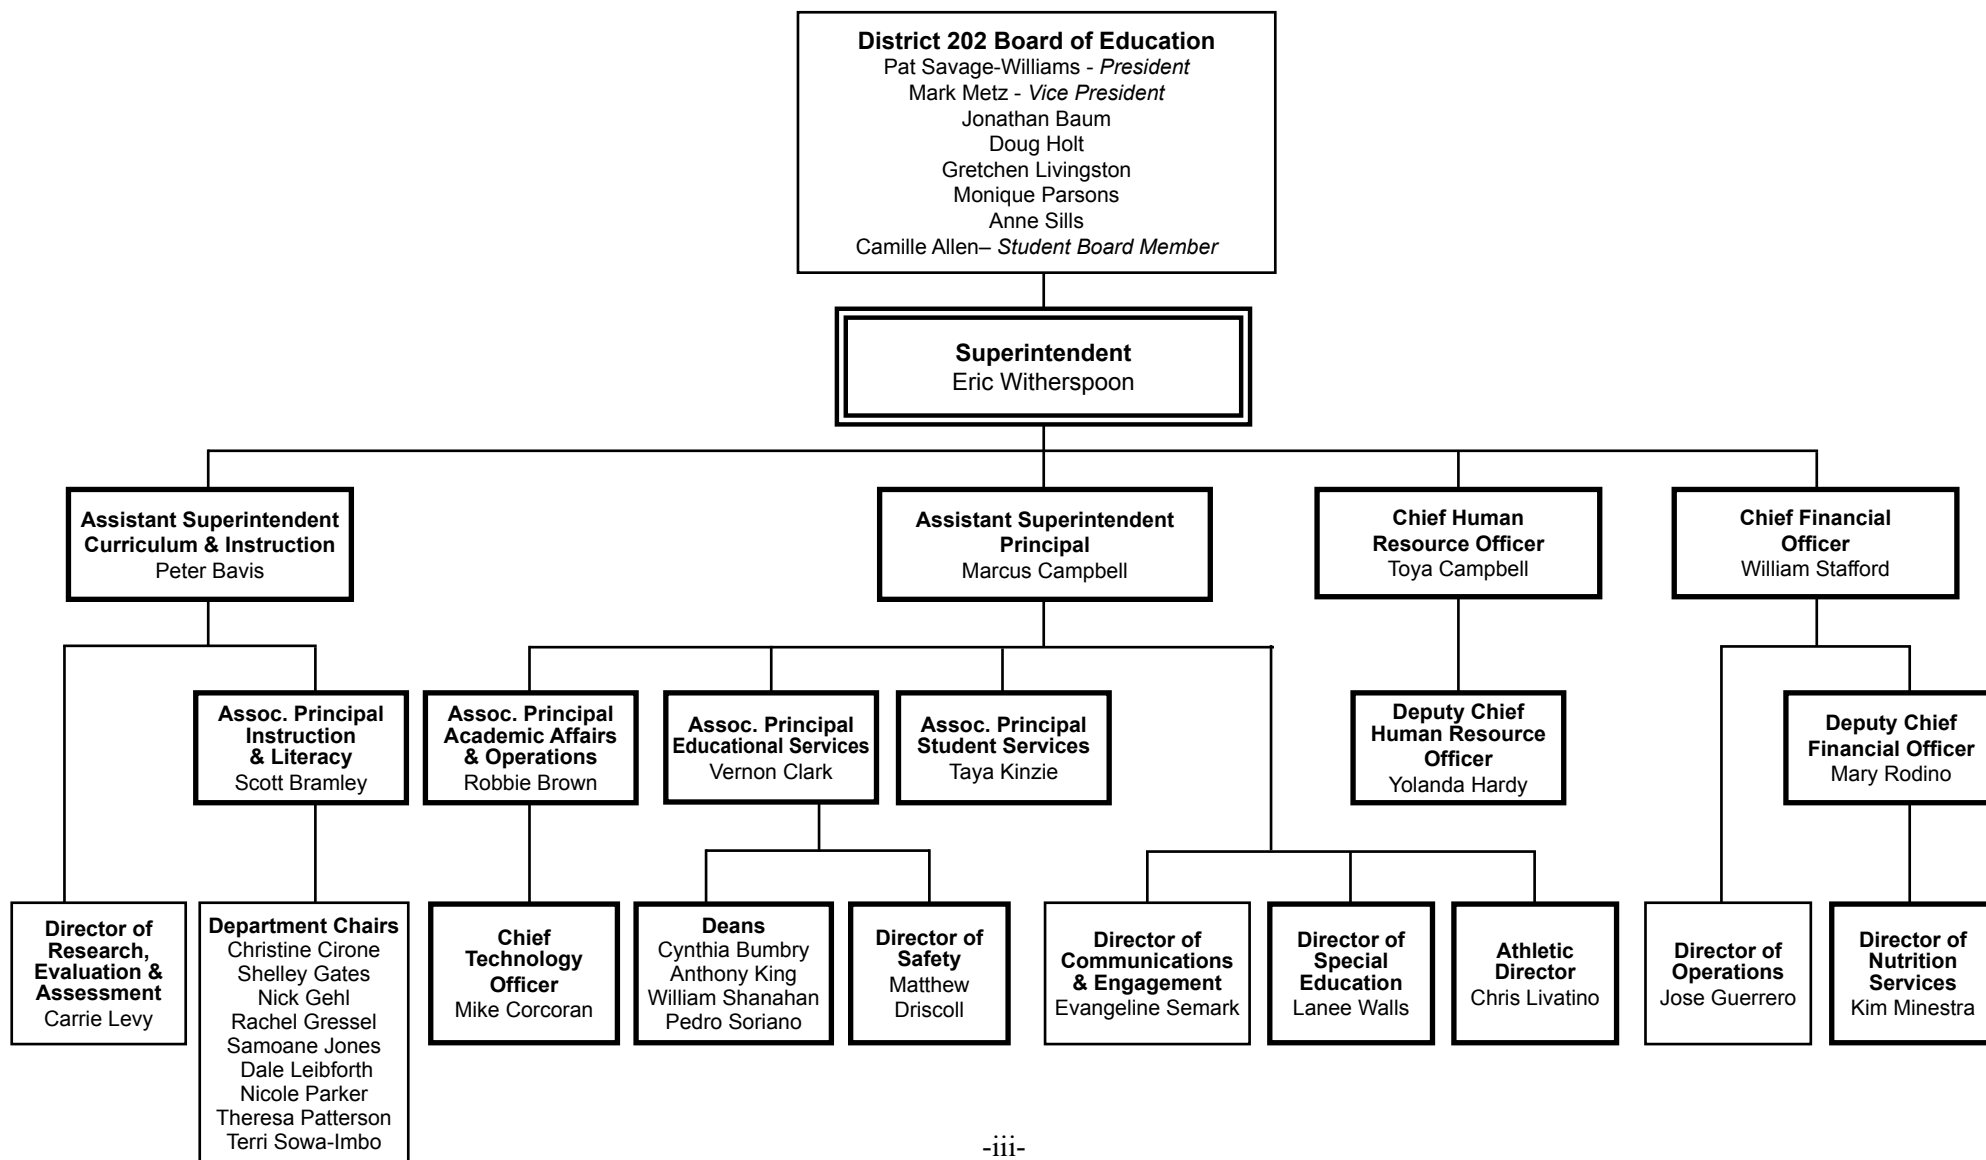 District 202 Board of Education
Pat Savage-Williams - President
Mark Metz - Vice President
Jonathan Baum
Doug Holt
Gretchen Livingston
Monique Parsons
Anne Sills
Camille Allen– Student Board Member
Superintendent
Eric Witherspoon
Assistant Superintendent
Curriculum & Instruction
Peter Bavis
Assistant Superintendent
Principal
Marcus Campbell
Chief Human
Resource Officer
Toya Campbell
Chief Financial
Officer
William Stafford
Assoc. Principal
Instruction
& Literacy
Scott Bramley
Assoc. Principal
Academic Affairs
& Operations
Robbie Brown
Assoc. Principal
Educational Services
Vernon Clark
Assoc. Principal
Student Services
Taya Kinzie
Deputy Chief
Human Resource
Officer
Yolanda Hardy
Deputy Chief
Financial Officer
Mary Rodino
Director of
Research,
Evaluation &
Assessment
Carrie Levy
Department Chairs
Christine Cirone
Shelley Gates
Nick Gehl
Rachel Gressel
Samoane Jones
Dale Leibforth
Nicole Parker
Theresa Patterson
Terri Sowa-Imbo
Chief
Technology
Officer
Mike Corcoran
Deans
Cynthia Bumbry
Anthony King
William Shanahan
Pedro Soriano
Director of
Safety
Matthew
Driscoll
Director of
Communications
& Engagement
Evangeline Semark
Director of
Special
Education
Lanee Walls
Athletic
Director
Chris Livatino
Director of
Operations
Jose Guerrero
Director of
Nutrition
Services
Kim Minestra
-iii-